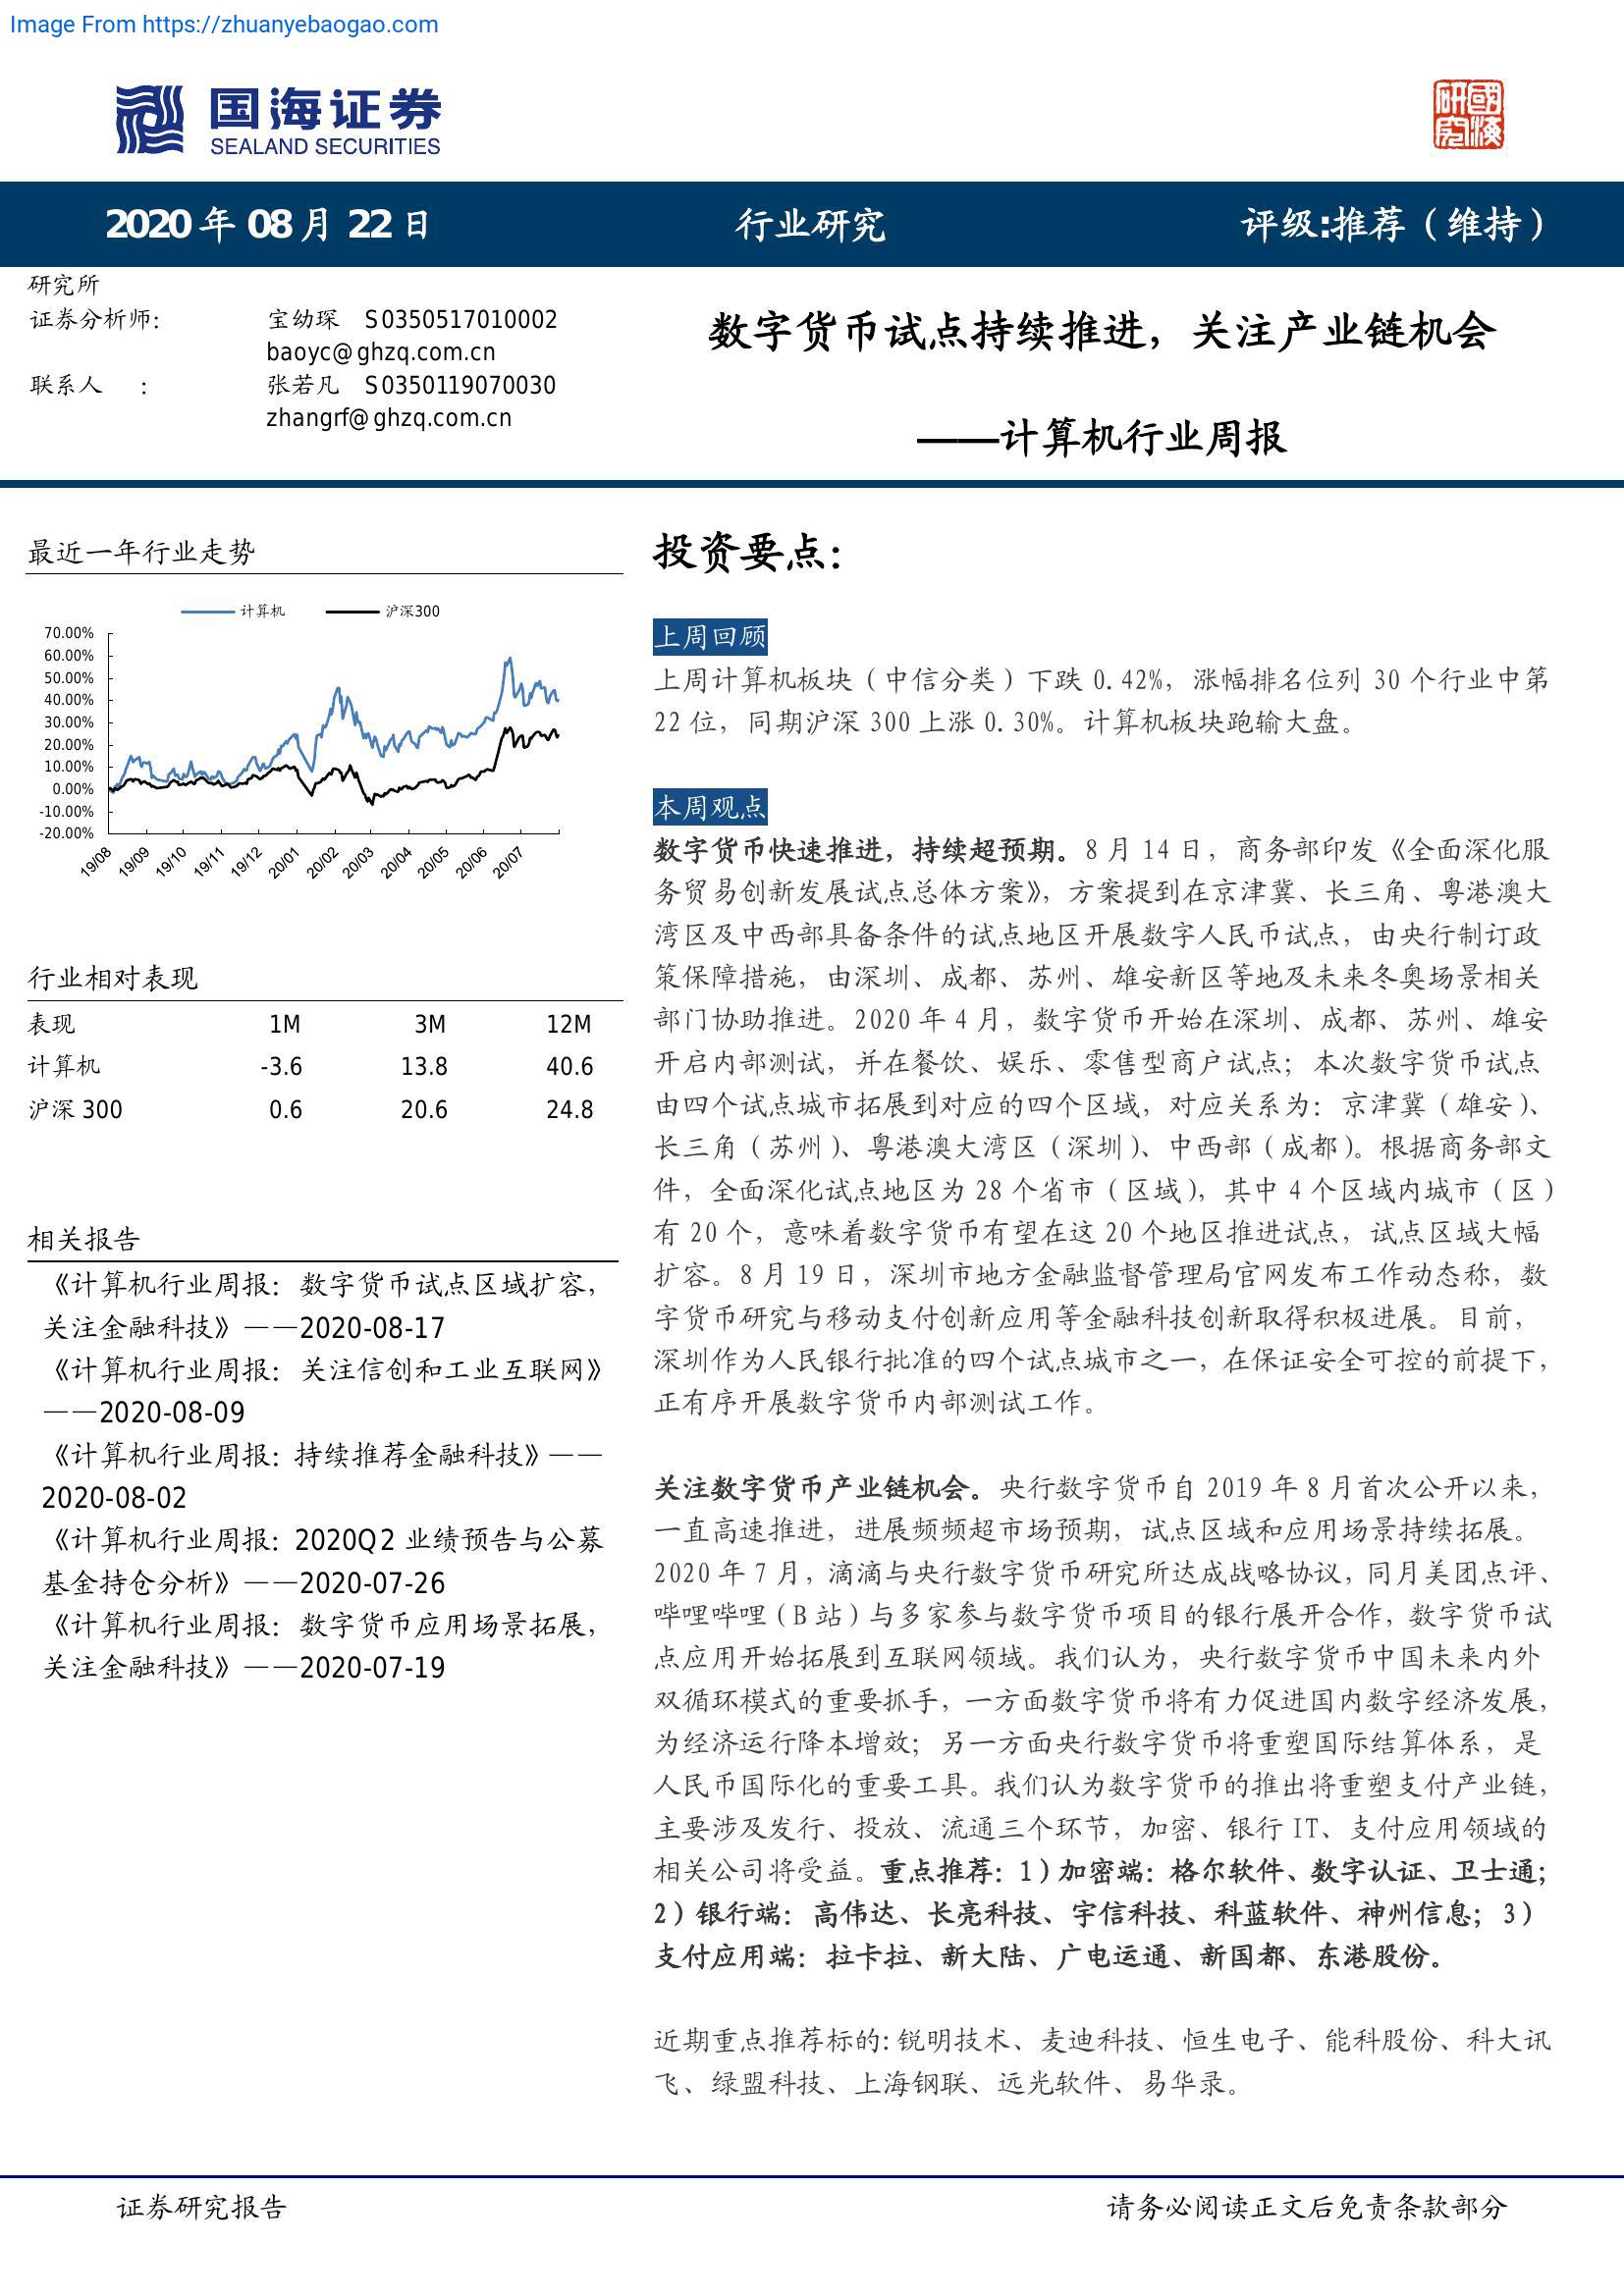 Image From https://zhuanyebaogao.com
国海证券
SEALAND SECURITIES
研國
究海
2020 年 08 月 22 日
行业研究
评级:推荐（维持）
研究所
证券分析师： 宝幼琛 S0350517010002
baoyc@ghzq.com.cn
联系人 ： 张若凡 S0350119070030
zhangrf@ghzq.com.cn
数字货币试点持续推进，关注产业链机会
——计算机行业周报
最近一年行业走势
计算机 沪深300
70.00%
60.00%
50.00%
40.00%
30.00%
20.00%
10.00%
0.00%
-10.00%
-20.00%
19/08 19/09 19/10 19/11 19/12 20/01 20/02 20/03 20/04 20/05 20/06 20/07
行业相对表现
表现 1M 3M 12M
计算机 -3.6 13.8 40.6
沪深 300 0.6 20.6 24.8
相关报告
《计算机行业周报：数字货币试点区域扩容，
关注金融科技》——2020-08-17
《计算机行业周报：关注信创和工业互联网》
——2020-08-09
《计算机行业周报：持续推荐金融科技》——
2020-08-02
《计算机行业周报：2020Q2 业绩预告与公募
基金持仓分析》——2020-07-26
《计算机行业周报：数字货币应用场景拓展，
关注金融科技》——2020-07-19
投资要点：
上周回顾
上周计算机板块（中信分类）下跌 0.42%，涨幅排名位列 30 个行业中第
22 位，同期沪深 300 上涨 0.30%。计算机板块跑输大盘。
本周观点
数字货币快速推进，持续超预期。8 月 14 日，商务部印发《全面深化服
务贸易创新发展试点总体方案》，方案提到在京津冀、长三角、粤港澳大
湾区及中西部具备条件的试点地区开展数字人民币试点，由央行制订政
策保障措施，由深圳、成都、苏州、雄安新区等地及未来冬奥场景相关
部门协助推进。2020 年 4 月，数字货币开始在深圳、成都、苏州、雄安
开启内部测试，并在餐饮、娱乐、零售型商户试点；本次数字货币试点
由四个试点城市拓展到对应的四个区域，对应关系为：京津冀（雄安）、
长三角（苏州）、粤港澳大湾区（深圳）、中西部（成都）。根据商务部文
件，全面深化试点地区为 28 个省市（区域），其中 4 个区域内城市（区）
有 20 个，意味着数字货币有望在这 20 个地区推进试点，试点区域大幅
扩容。8 月 19 日，深圳市地方金融监督管理局官网发布工作动态称，数
字货币研究与移动支付创新应用等金融科技创新取得积极进展。目前，
深圳作为人民银行批准的四个试点城市之一，在保证安全可控的前提下，
正有序开展数字货币内部测试工作。
关注数字货币产业链机会。央行数字货币自 2019 年 8 月首次公开以来，
一直高速推进，进展频频超市场预期，试点区域和应用场景持续拓展。
2020 年 7 月，滴滴与央行数字货币研究所达成战略协议，同月美团点评、
哔哩哔哩（B 站）与多家参与数字货币项目的银行展开合作，数字货币试
点应用开始拓展到互联网领域。我们认为，央行数字货币中国未来内外
双循环模式的重要抓手，一方面数字货币将有力促进国内数字经济发展，
为经济运行降本增效；另一方面央行数字货币将重塑国际结算体系，是
人民币国际化的重要工具。我们认为数字货币的推出将重塑支付产业链，
主要涉及发行、投放、流通三个环节，加密、银行 IT、支付应用领域的
相关公司将受益。重点推荐：1）加密端：格尔软件、数字认证、卫士通；
2）银行端：高伟达、长亮科技、宇信科技、科蓝软件、神州信息；3）
支付应用端：拉卡拉、新大陆、广电运通、新国都、东港股份。
近期重点推荐标的：锐明技术、麦迪科技、恒生电子、能科股份、科大讯
飞、绿盟科技、上海钢联、远光软件、易华录。
证券研究报告
请务必阅读正文后免责条款部分